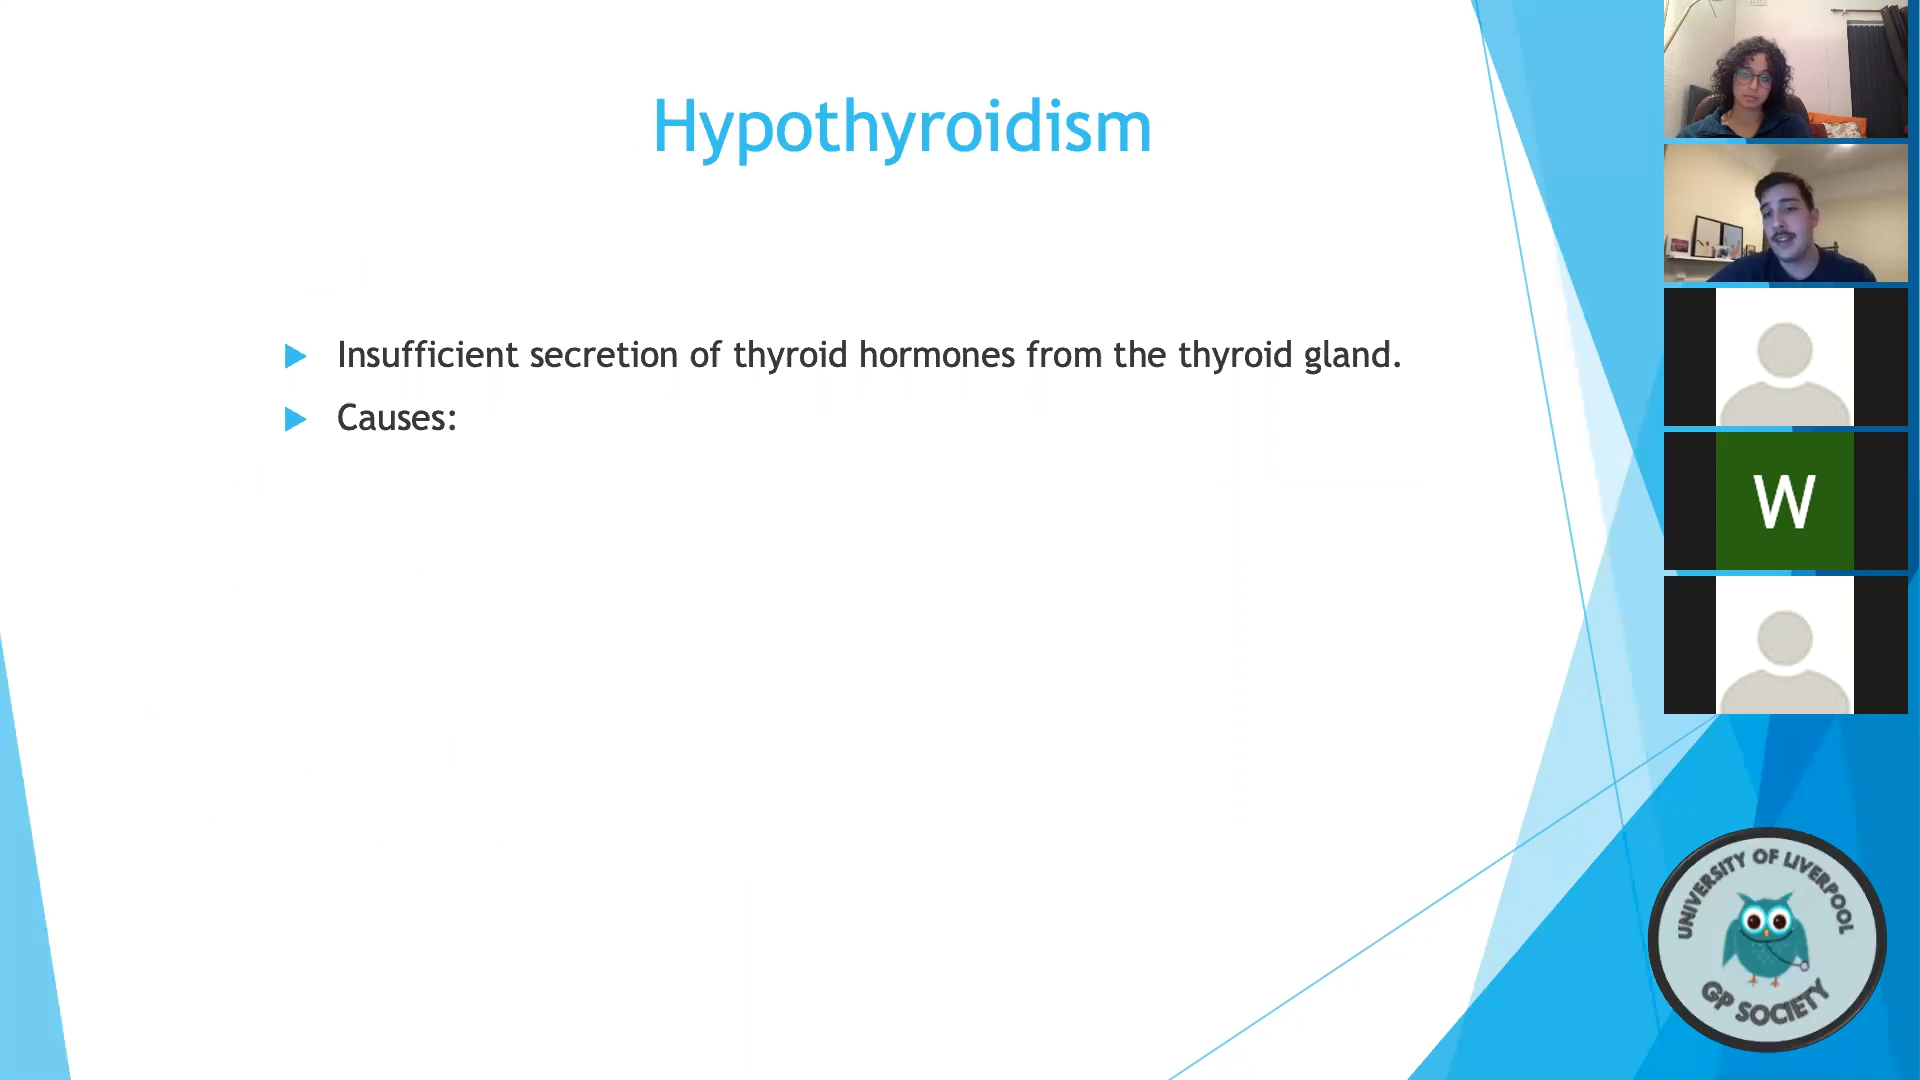 Hypothyroidism
Insufficient secretion of thyroid hormones from the thyroid gland.
Causes:
W
UNIVERSITY OF LIVERPOOL
GP SOCIETY